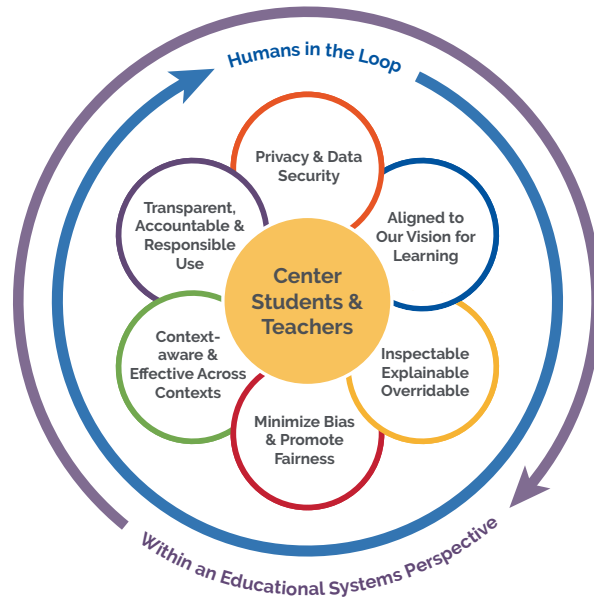 Humans in the Loop
Privacy & Data
Security
Transparent,
Accountable &
Responsible
Use
Aligned to
Our Vision for
Learning
Center
Students &
Teachers
Context-
aware &
Effective Across
Contexts
Inspectable
Explainable
Overridable
Minimize Bias
& Promote
Fairness
Within an Educational Systems Perspective